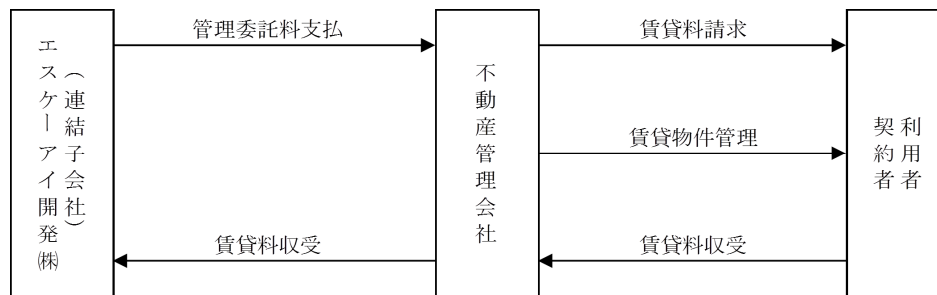 エスケーアイ開発㈱
（連結子会社）
管理委託料支払
賃貸料収受
不動産管理会社
賃貸料請求
賃貸物件管理
賃貸料収受
利用者
契約者